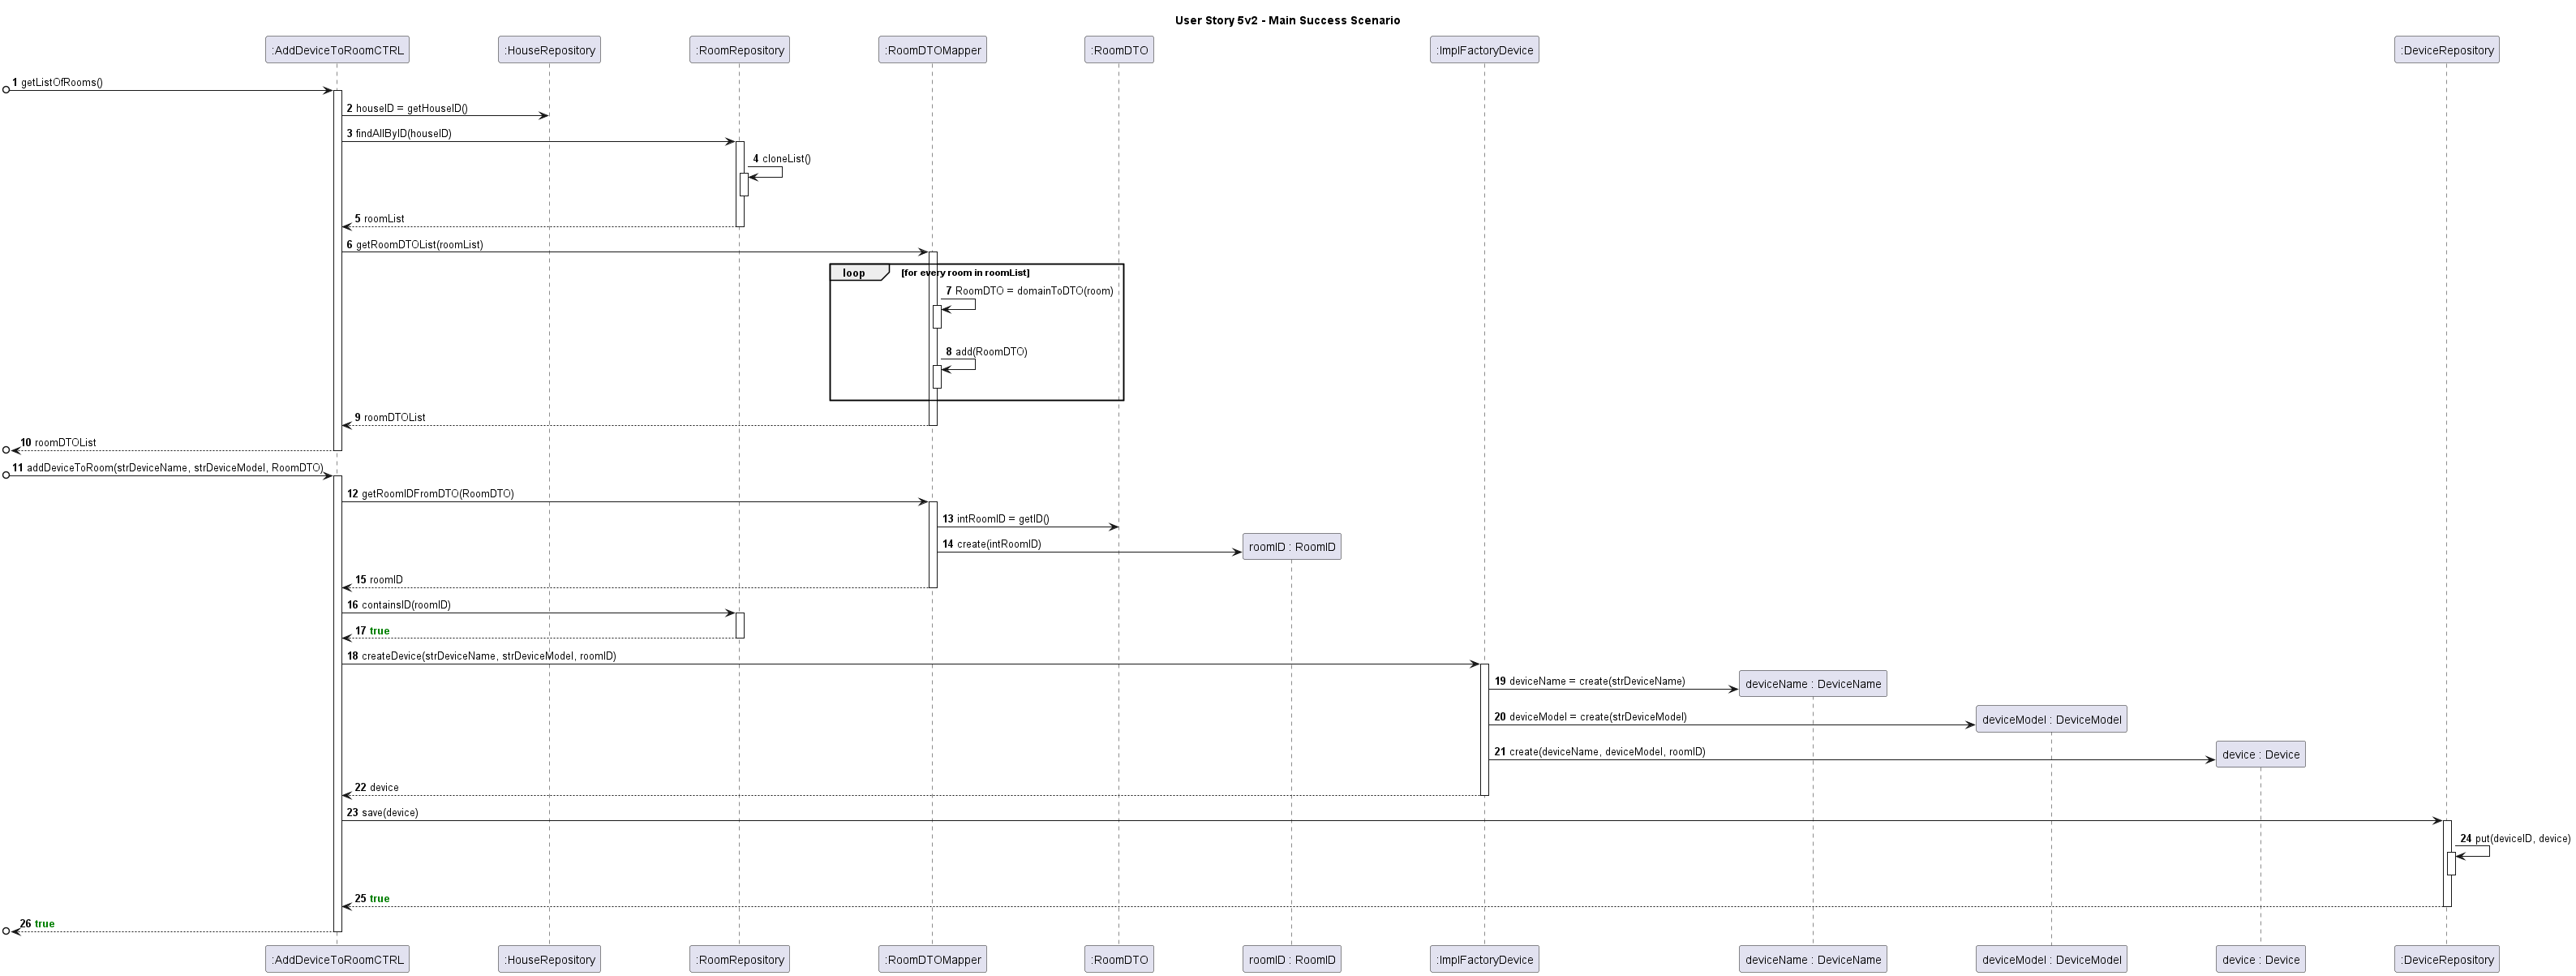 User Story 5v2 - Main Success Scenario
:AddDeviceToRoomCTRL
:HouseRepository
:RoomRepository
:RoomDTOMapper
:RoomDTO
:ImplFactoryDevice
:DeviceRepository
1 getListOfRooms()
2 houseID = getHouseID()
3 findAllByID(houseID)
4 cloneList()
5 roomList
6 getRoomDTOList(roomList)
loop [for every room in roomList]
7 RoomDTO = domainToDTO(room)
8 add(RoomDTO)
9 roomDTOList
10 roomDTOList
11 addDeviceToRoom(strDeviceName, strDeviceModel, RoomDTO)
12 getRoomIDFromDTO(RoomDTO)
13 intRoomID = getID()
14 create(intRoomID)
roomID : RoomID
15 roomID
16 containsID(roomID)
17 true
18 createDevice(strDeviceName, strDeviceModel, roomID)
19 deviceName = create(strDeviceName)
deviceName : DeviceName
20 deviceModel = create(strDeviceModel)
deviceModel : DeviceModel
21 create(deviceName, deviceModel, roomID)
device : Device
22 device
23 save(device)
24 put(deviceID, device)
25 true
26 true
:AddDeviceToRoomCTRL
:HouseRepository
:RoomRepository
:RoomDTOMapper
:RoomDTO
roomID : RoomID
:ImplFactoryDevice
deviceName : DeviceName
deviceModel : DeviceModel
device : Device
:DeviceRepository